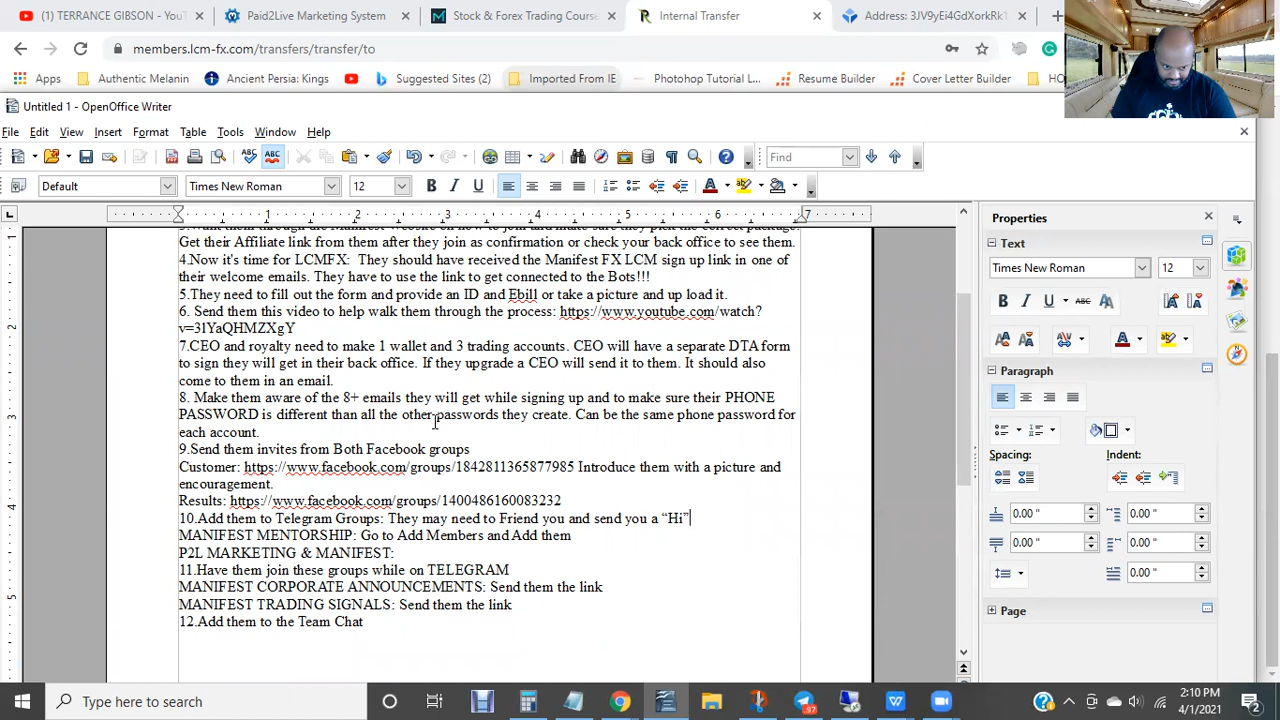 (1) TERRANCE GIBSON - YouT
Paid2Live Marketing System
Stock & Forex Trading Course
Internal Transfer
Address: 3JV9yEi4GdXorkRk
members.lcm-fx.com/transfers/transfer/to
Apps
Authentic Melanin
Ancient Persia: Kings
Suggested Sites (2)
Imported From IE
Photohop Tutorial L...
Resume Builder
Cover Letter Builder
HO
Untitled 1 - OpenOffice Writer
File Edit View Insert Format Table Tools Window Help
Find
Default
Times New Roman
12
1 2 3 4 5 6 7
Get their Affiliate link from them after they join as confirmation or check your back office to see them.
4.Now it's time for LCMFX:  They should have received the Manifest FX LCM sign up link in one of
their welcome emails. They have to use the link to get connected to the Bots!!!
5.They need to fill out the form and provide an ID and Ebill or take a picture and up load it.
6. Send them this video to help walk them through the process: https://www.youtube.com/watch?
v=3lYaQHMZXgY
7.CEO and royalty need to make 1 wallet and 3 trading accounts. CEO will have a separate DTA form
to sign they will get in their back office. If they upgrade a CEO will send it to them. It should also
come to them in an email.
8. Make them aware of the 8+ emails they will get while signing up and to make sure their PHONE
PASSWORD is different than all the other passwords they create. Can be the same phone password for
each account.
9.Send them invites from Both Facebook groups
Customer: https://www.facebook.com/groups/1842811365877985 Introduce them with a picture and
encouragement.
Results: https://www.facebook.com/groups/1400486160083232
10.Add them to Telegram Groups: They may need to Friend you and send you a “Hi”
MANIFEST MENTORSHIP: Go to Add Members and Add them
P2L MARKETING & MANIFEST:
11.Have them join these groups while on TELEGRAM
MANIFEST CORPORATE ANNOUNCEMENTS: Send them the link
MANIFEST TRADING SIGNALS: Send them the link
12.Add them to the Team Chat
1
2
3
4
5
Properties
Text
Times New Roman
12
Paragraph
Spacing:
Indent:
0.00 "
0.00 "
0.00 "
0.00 "
0.00 "
Page
Type here to search
97
2:10 PM
4/1/2021
2